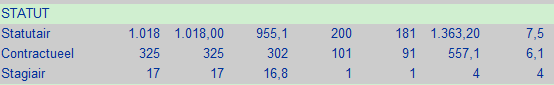 STATUT
Statutair 1.018 1.018,00 955,1 200 181 1.363,20 7,5
Contractueel 325 325 302 101 91 557,1 6,1
Stagiair 17 17 16,8 1 1 4 4